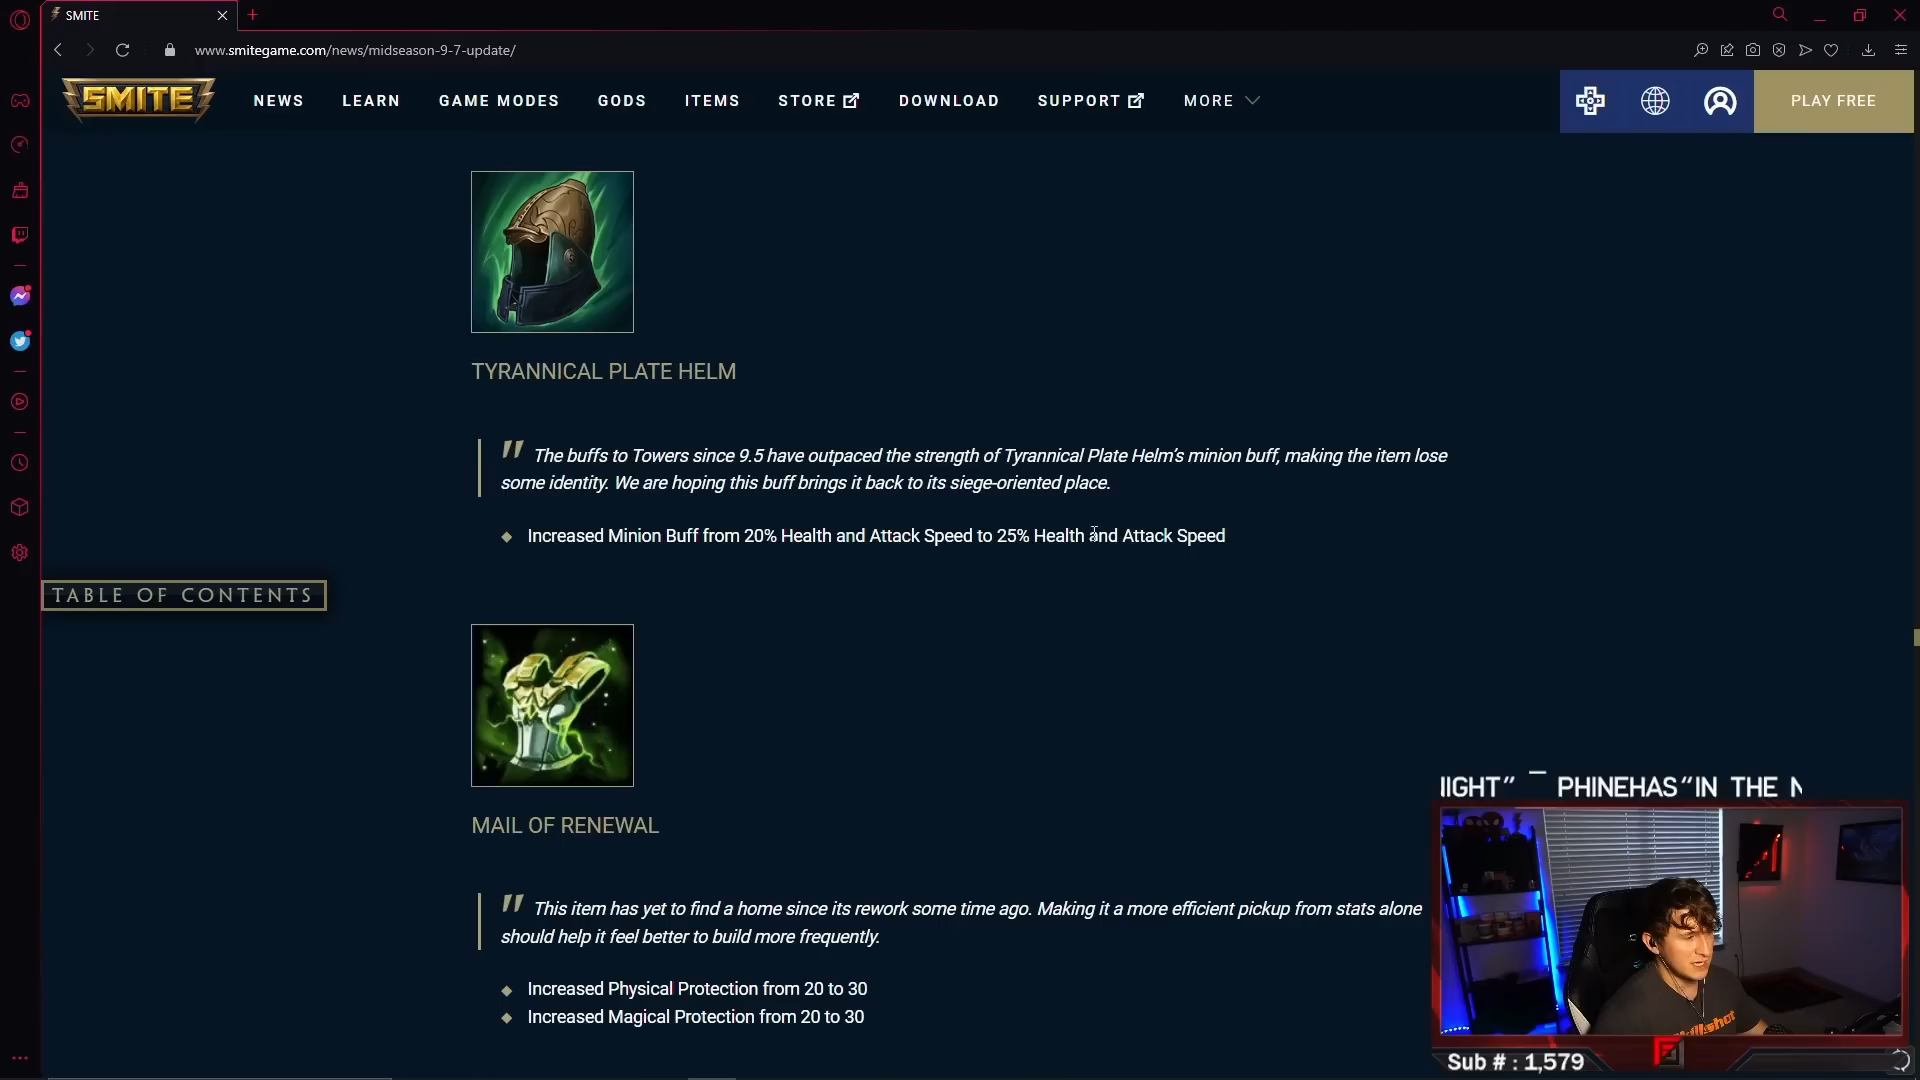 SMITE
www.smitegame.com/news/midseason-9-7-update/
SMITE
NEWS LEARN GAME MODES GODS ITEMS STORE DOWNLOAD SUPPORT MORE PLAY FREE
TYRANNICAL PLATE HELM
" The buffs to Towers since 9.5 have outpaced the strength of Tyrannical Plate Helm's minion buff, making the item lose
some identity. We are hoping this buff brings it back to its siege-oriented place.
Increased Minion Buff from 20% Health and Attack Speed to 25% Health and Attack Speed
TABLE OF CONTENTS
MAIL OF RENEWAL
" This item has yet to find a home since its rework some time ago. Making it a more efficient pickup from stats alone
should help it feel better to build more frequently.
Increased Physical Protection from 20 to 30
Increased Magical Protection from 20 to 30
IIGHT" – PHINEHAS "IN THE N
Sub # : 1,579